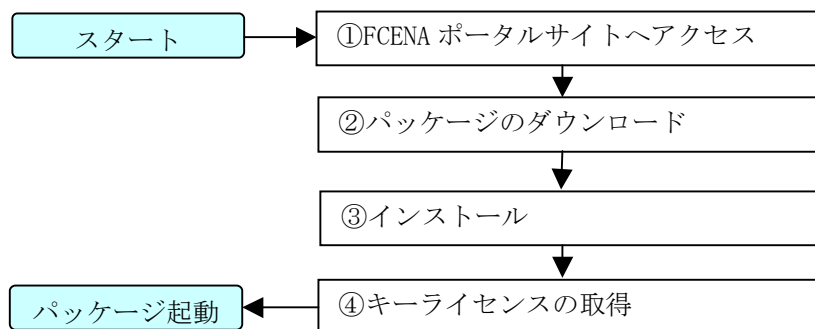 スタート
①FCENA ポータルサイトへアクセス
②パッケージのダウンロード
③インストール
④キーライセンスの取得
パッケージ起動